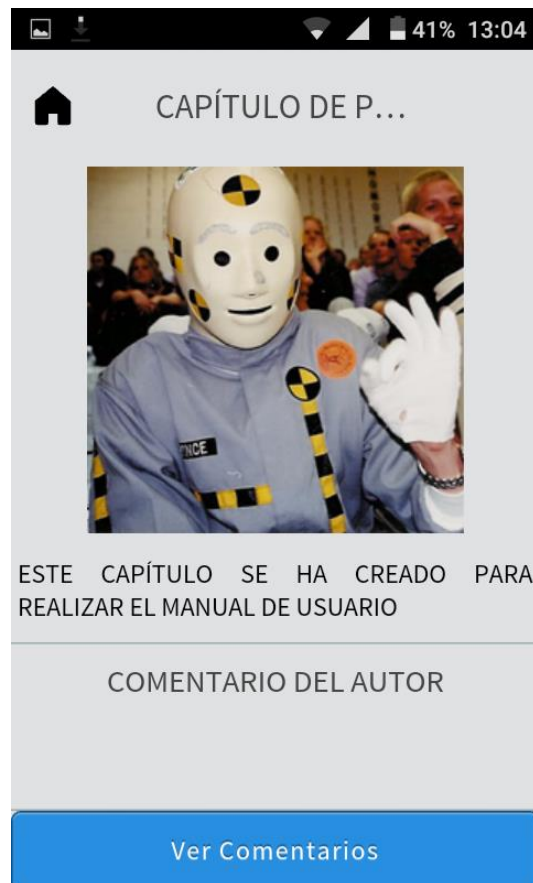 41% 13:04
CAPÍTULO DE P...
NCE
ESTE CAPÍTULO SE HA CREADO PARA
REALIZAR EL MANUAL DE USUARIO
COMENTARIO DEL AUTOR
Ver Comentarios